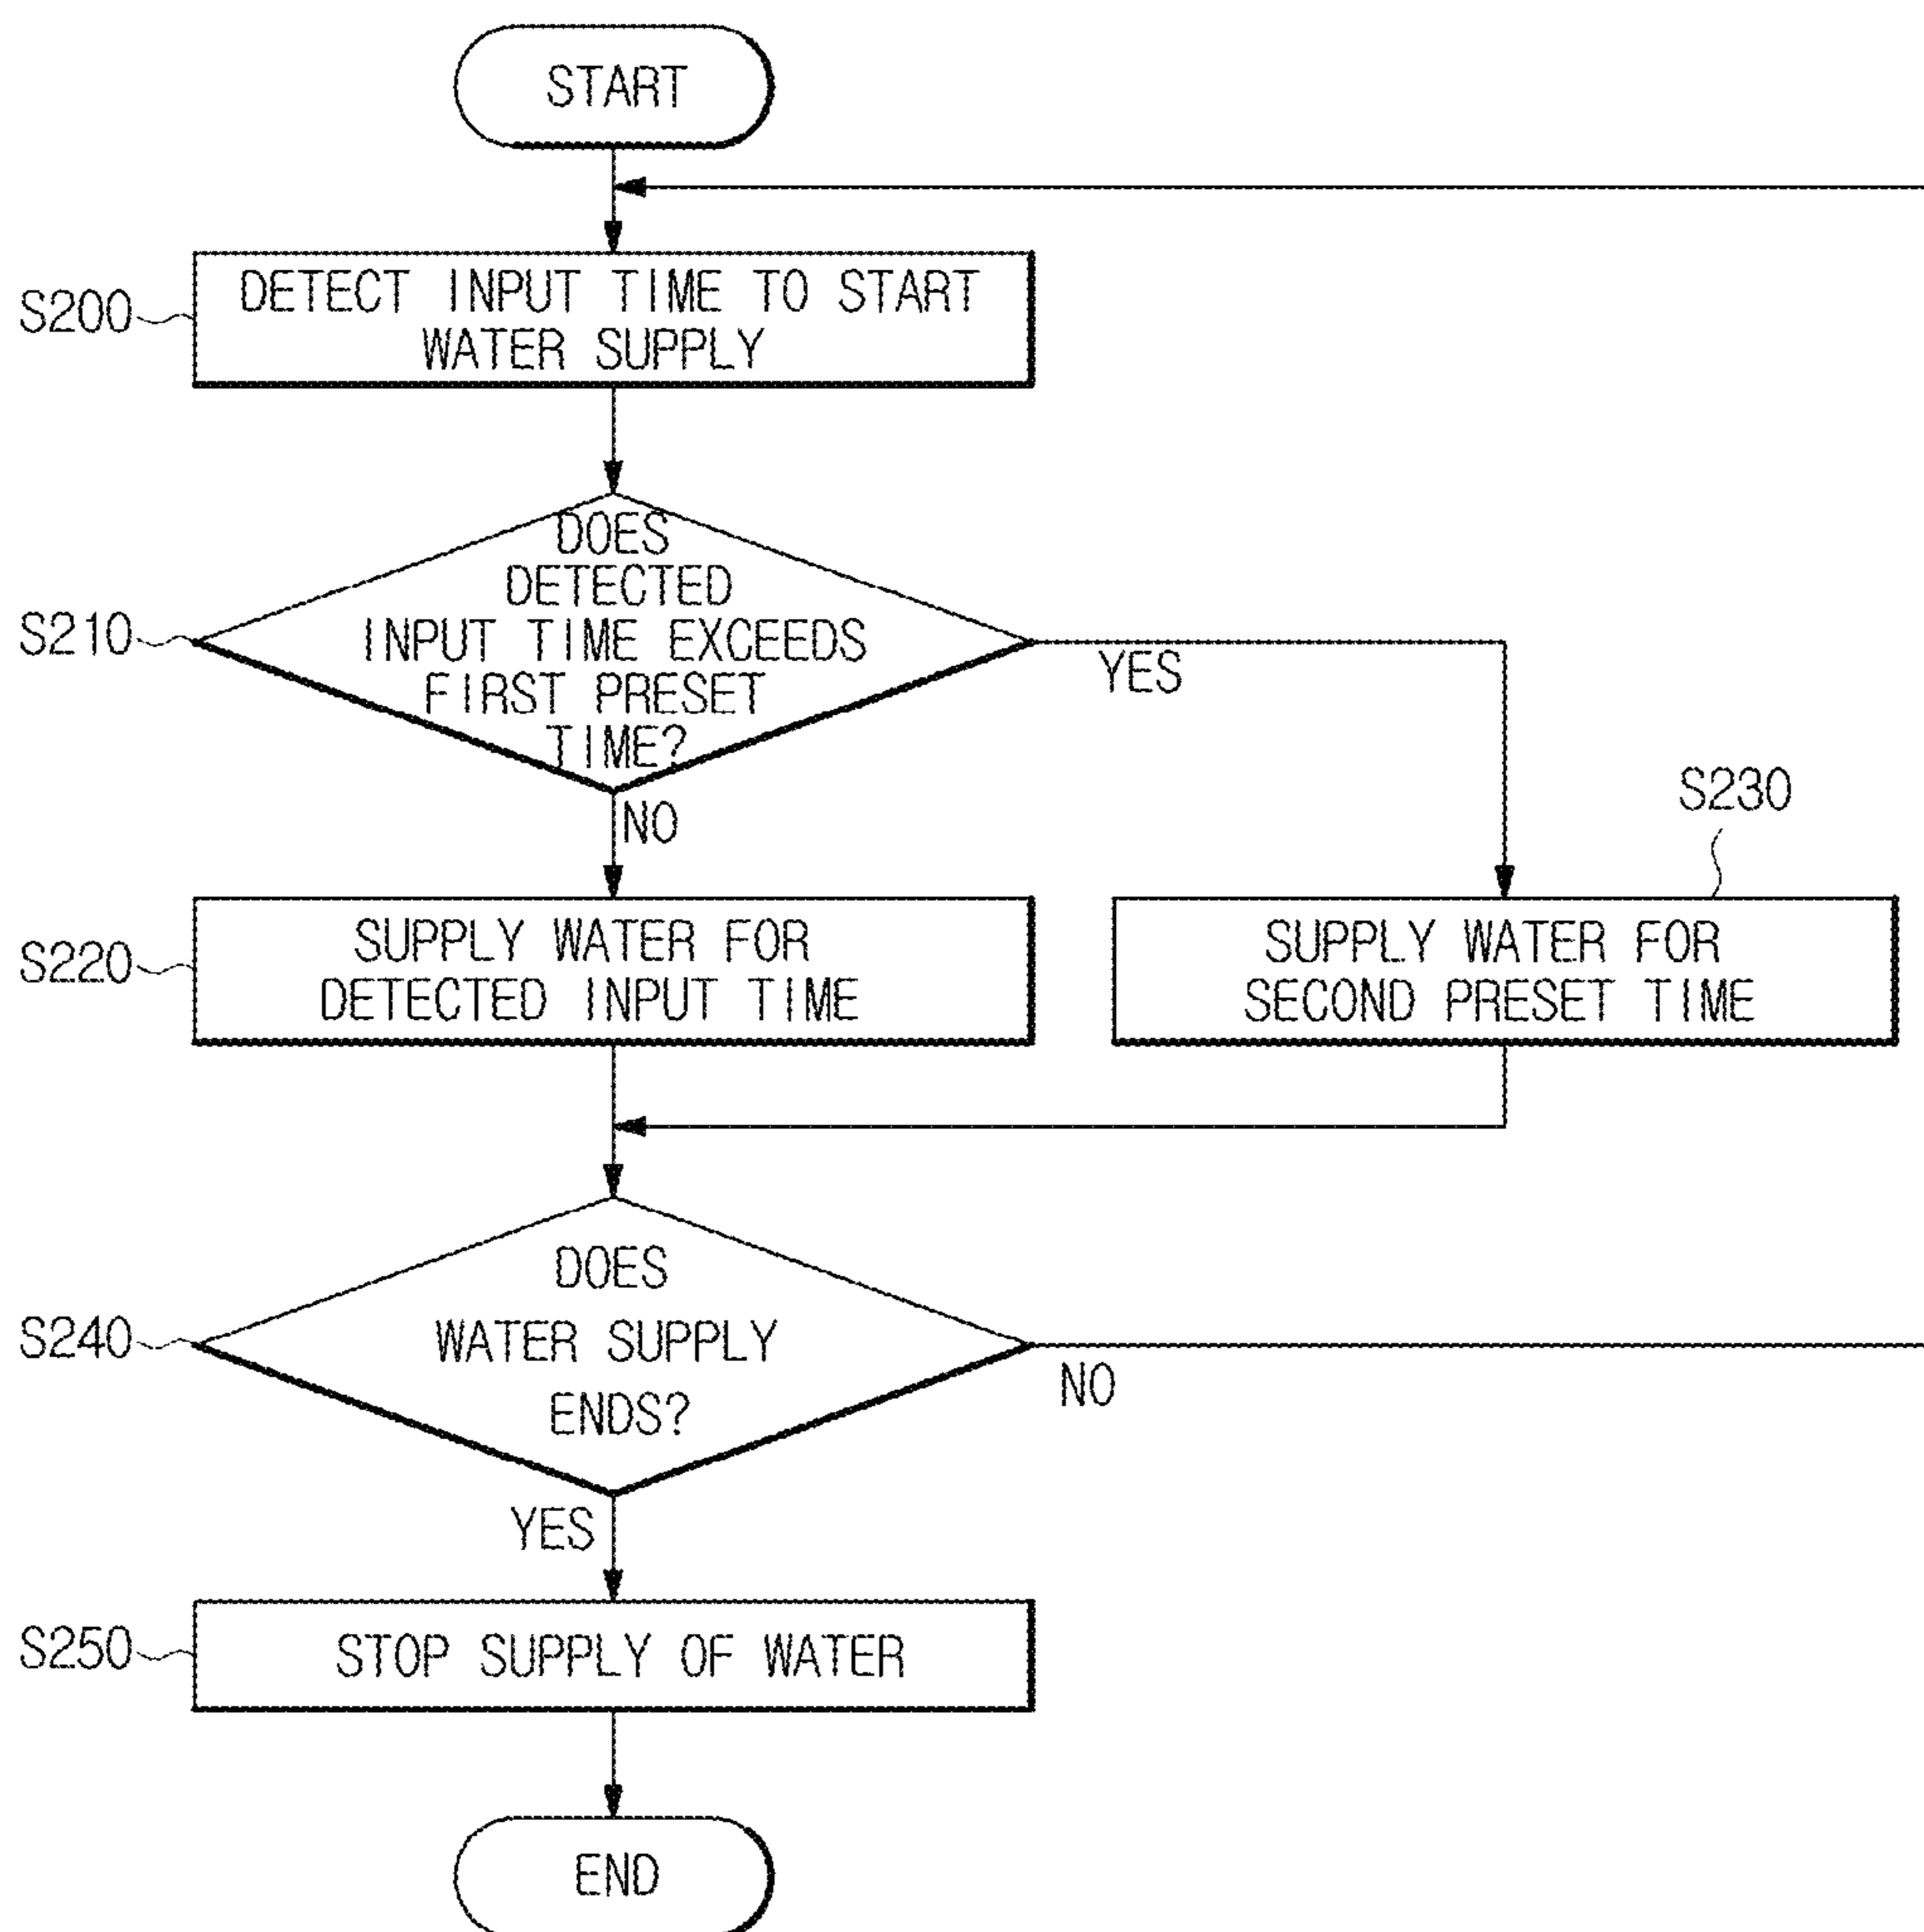 START
S200
DETECT INPUT TIME TO START
WATER SUPPLY
S210
DOES
DETECTED
INPUT TIME EXCEEDS
FIRST PRESET
TIME?
YES
NO
S230
S220
SUPPLY WATER FOR
DETECTED INPUT TIME
SUPPLY WATER FOR
SECOND PRESET TIME
S240
DOES
WATER SUPPLY
ENDS?
NO
YES
S250
STOP SUPPLY OF WATER
END